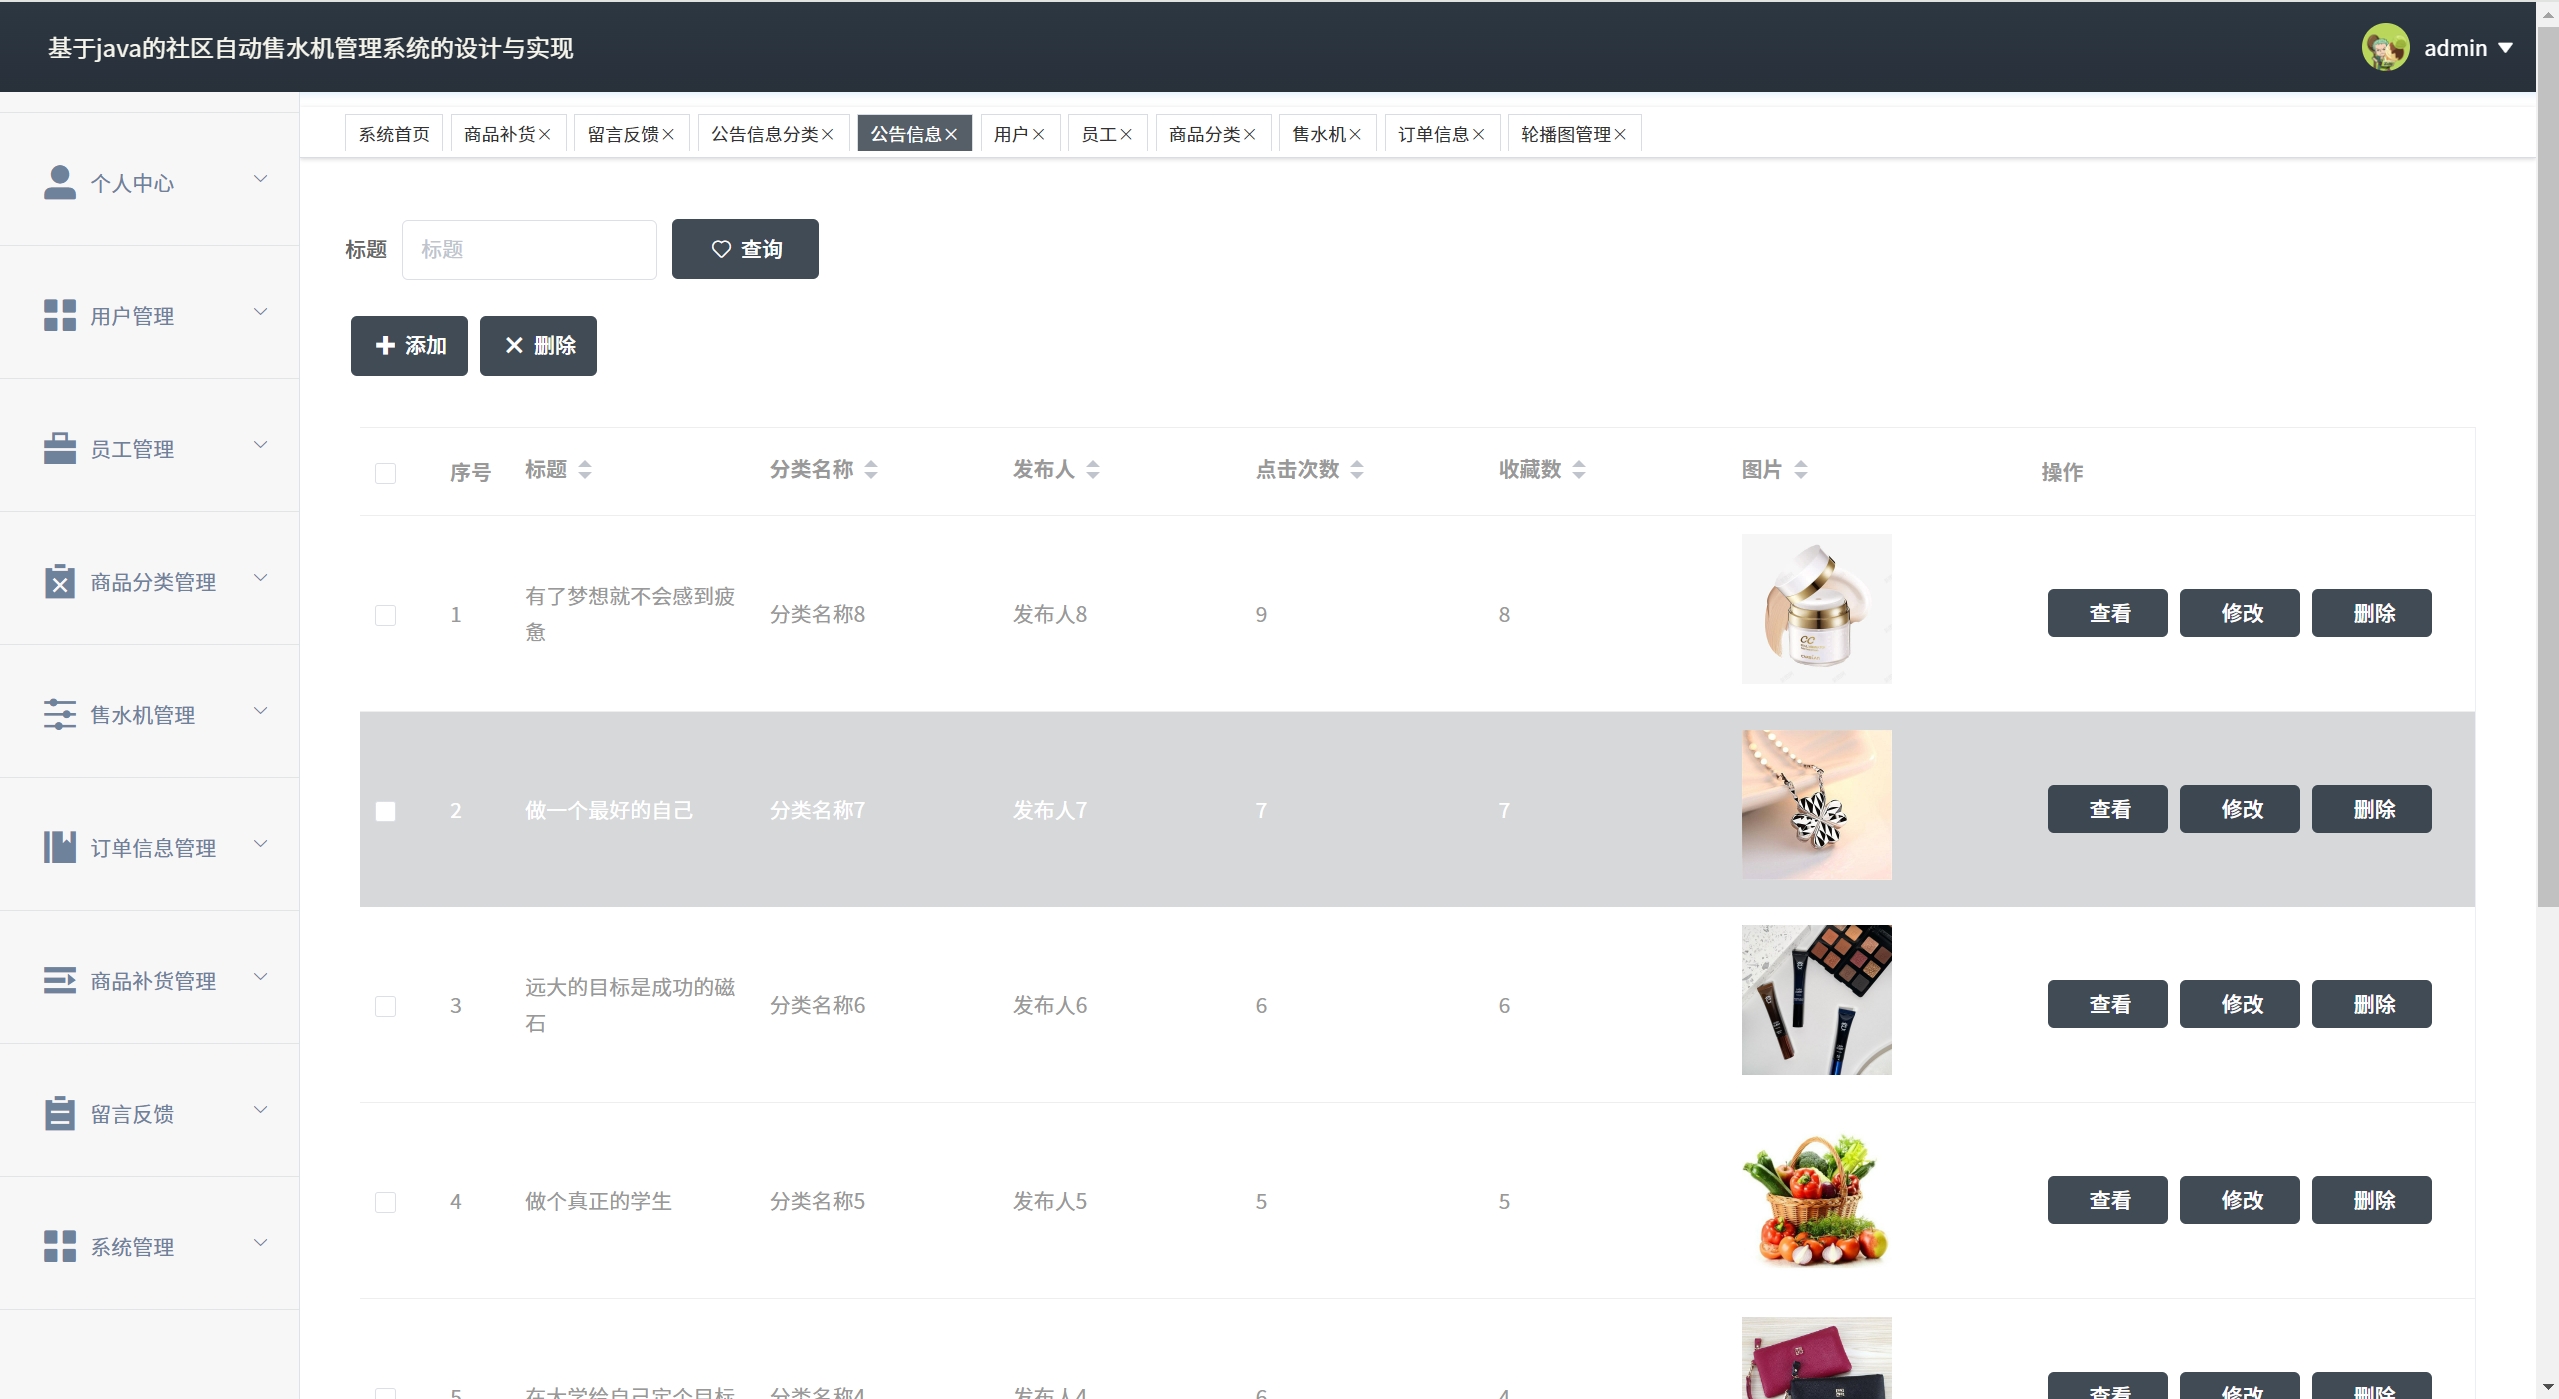 基于java的社区自动售水机管理系统的设计与实现
admin
系统首页 商品补货 留言反馈 公告信息分类 公告信息 用户 员工 商品分类 售水机 订单信息 轮播图管理
个人中心
用户管理
员工管理
商品分类管理
售水机管理
订单信息管理
商品补货管理
留言反馈
系统管理
标题 标题 查询
添加 删除
序号 标题 分类名称 发布人 点击次数 收藏数 图片 操作
1 有了梦想就不会感到疲惫 分类名称8 发布人8 9 8 查看 修改 删除
2 做一个最好的自己 分类名称7 发布人7 7 7 查看 修改 删除
3 远大的目标是成功的磁石 分类名称6 发布人6 6 6 查看 修改 删除
4 做个真正的学生 分类名称5 发布人5 5 5 查看 修改 删除
5 在大学给自己定个目标 分类名称4 发布人4 6 4 查看 修改 删除